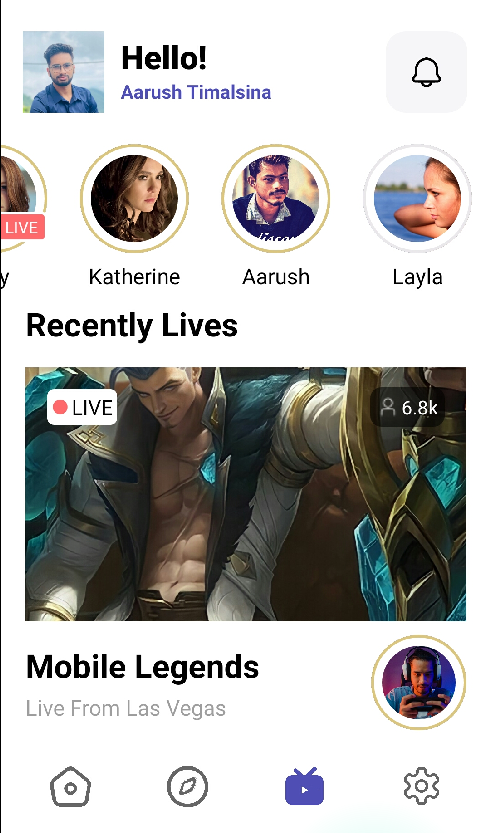 Hello!
Aarush Timalsina
LIVE
y
Katherine
Aarush
Layla
Recently Lives
LIVE
6.8k
Mobile Legends
Live From Las Vegas